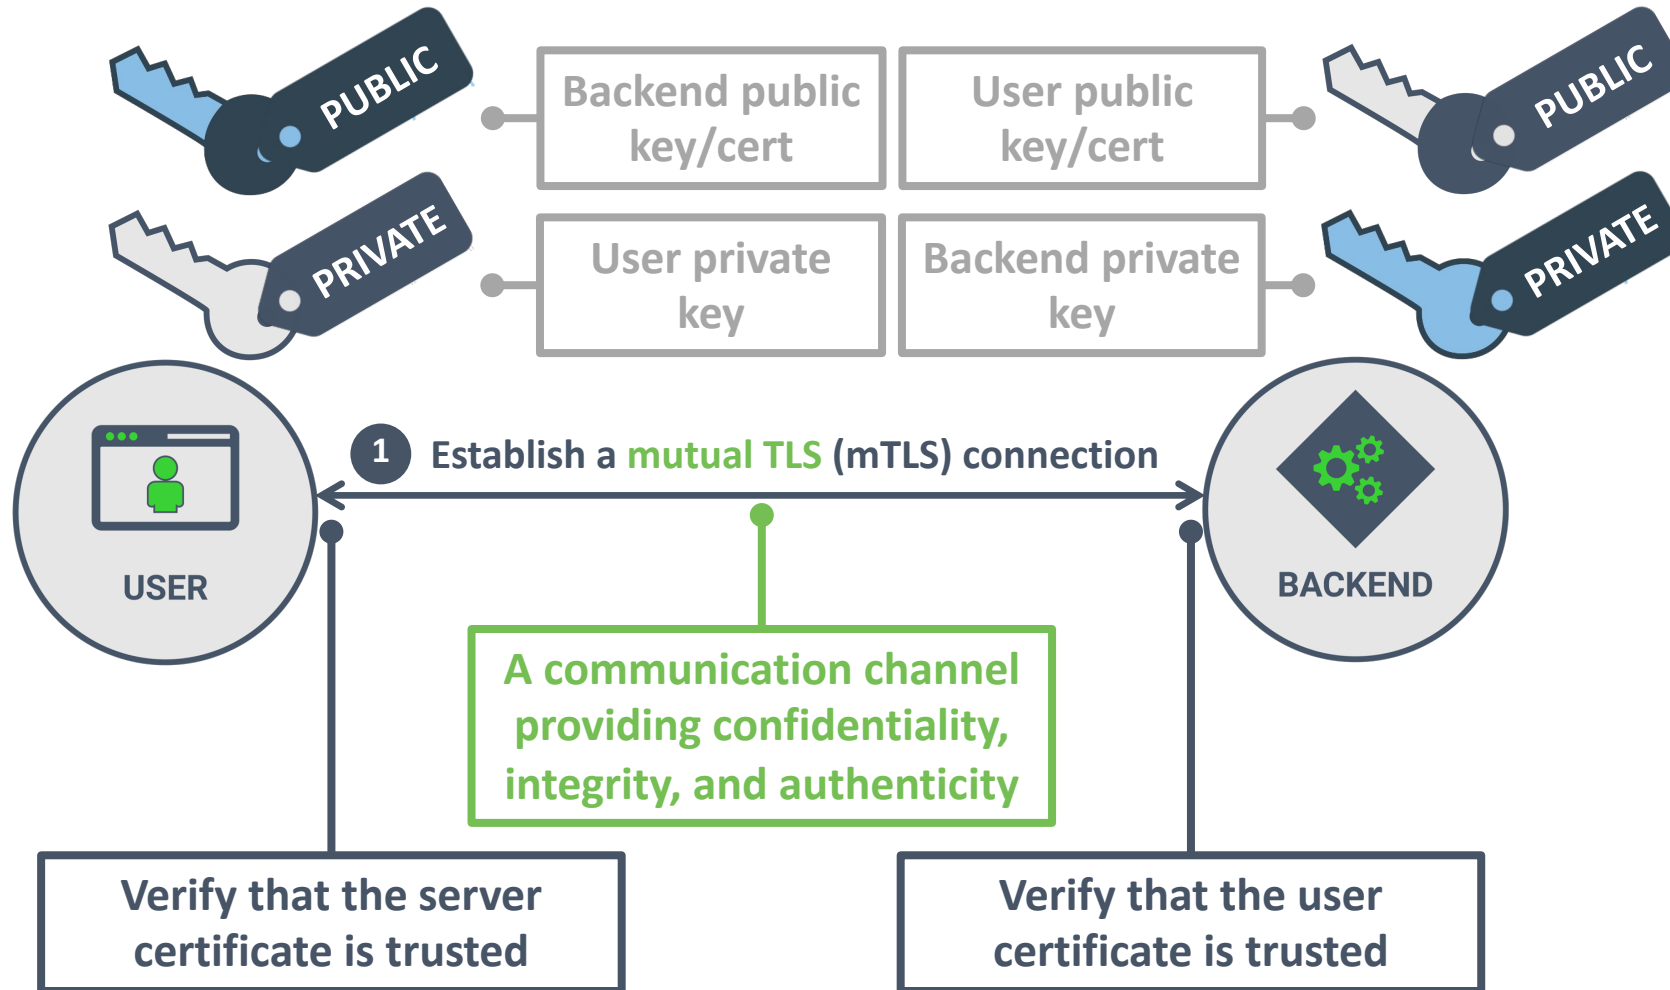 PUBLIC
Backend public
key/cert
User public
key/cert
PUBLIC
PRIVATE
User private
key
Backend private
key
PRIVATE
1 Establish a mutual TLS (mTLS) connection
USER
BACKEND
A communication channel
providing confidentiality,
integrity, and authenticity
Verify that the server
certificate is trusted
Verify that the user
certificate is trusted